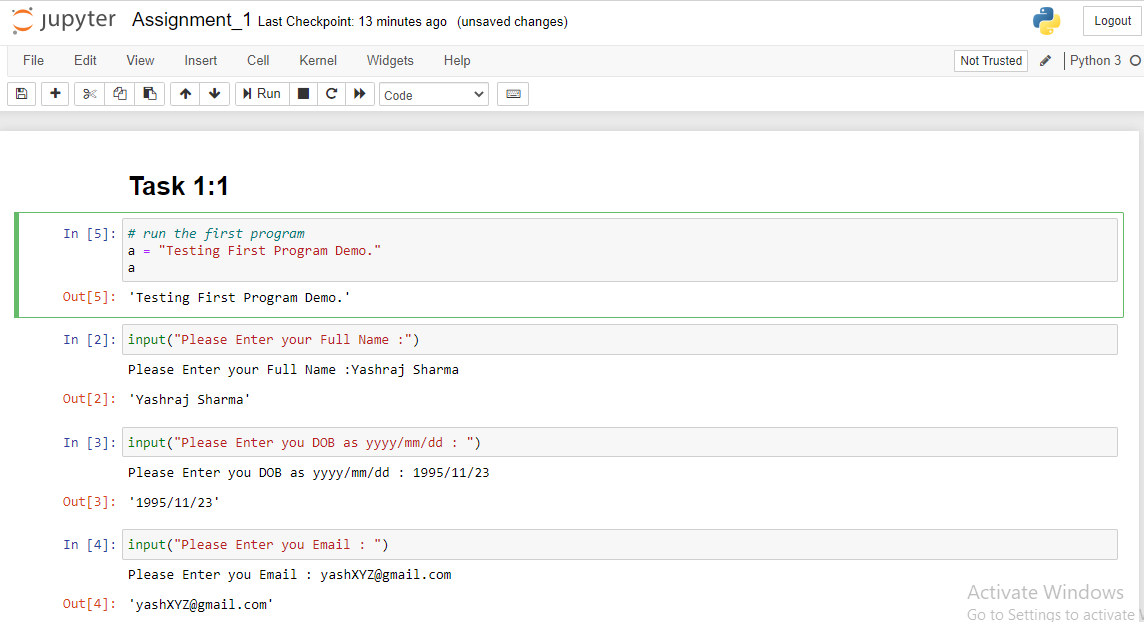 jupyter Assignment_1 Last Checkpoint: 13 minutes ago (unsaved changes) Logout
File Edit View Insert Cell Kernel Widgets Help Not Trusted Python 3
Run Code
Task 1:1
In [5]: # run the first program
a = "Testing First Program Demo."
a
Out[5]: 'Testing First Program Demo.'
In [2]: input("Please Enter your Full Name :")
Please Enter your Full Name :Yashraj Sharma
Out[2]: 'Yashraj Sharma'
In [3]: input("Please Enter you DOB as yyyy/mm/dd : ")
Please Enter you DOB as yyyy/mm/dd : 1995/11/23
Out[3]: '1995/11/23'
In [4]: input("Please Enter you Email : ")
Please Enter you Email : yashXYZ@gmail.com
Out[4]: 'yashXYZ@gmail.com'
Activate Windows
Go to Settings to activate